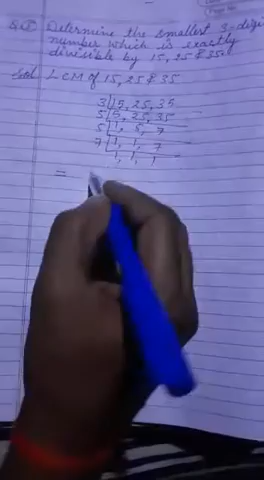 Q.5 Determine the smallest 3-digit
number which is exactly
divisible by 15, 25 & 35.
Sol LCM of 15, 25 & 35
3 15, 25, 35
5 5, 25, 35
5 1, 5, 7
7 1, 1, 7
1, 1, 1
=